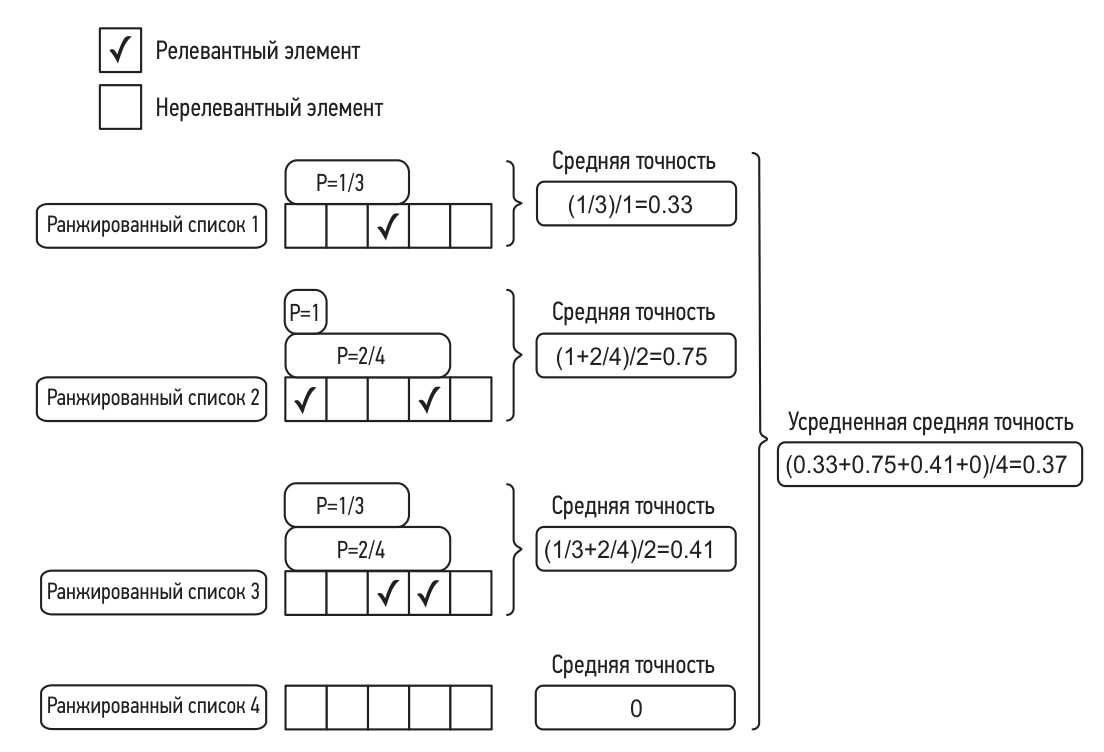 Релевантный элемент
Нерелевантный элемент
P=1/3
Ранжированный список 1
Средняя точность
(1/3)/1=0.33
P=1
P=2/4
Ранжированный список 2
Средняя точность
(1+2/4)/2=0.75
Усредненная средняя точность
(0.33+0.75+0.41+0)/4=0.37
P=1/3
P=2/4
Ранжированный список 3
Средняя точность
(1/3+2/4)/2=0.41
Ранжированный список 4
Средняя точность
0